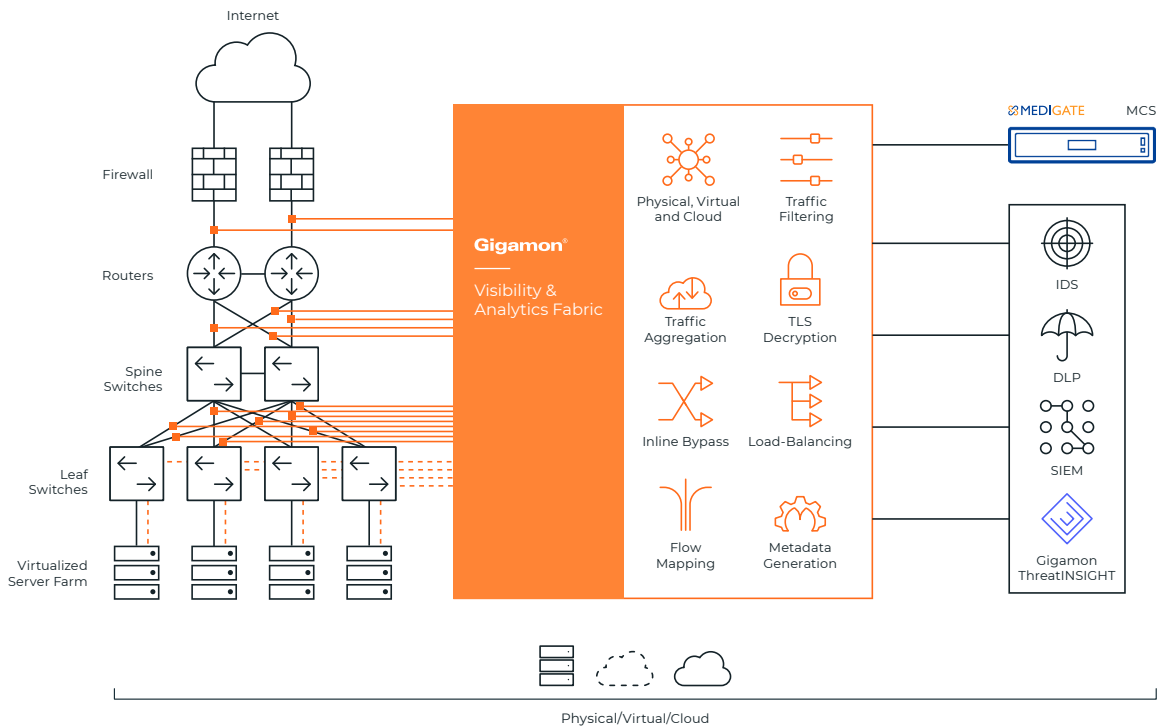 Internet
Firewall
Routers
Spine
Switches
Leaf
Switches
Virtualized
Server Farm
Gigamon®
Visibility &
Analytics Fabric
Physical, Virtual
and Cloud
Traffic
Filtering
Traffic
Aggregation
TLS
Decryption
Inline Bypass
Load-Balancing
Flow
Mapping
Metadata
Generation
MEDIGATE
MCS
IDS
DLP
SIEM
Gigamon
ThreatINSIGHT
Physical/Virtual/Cloud